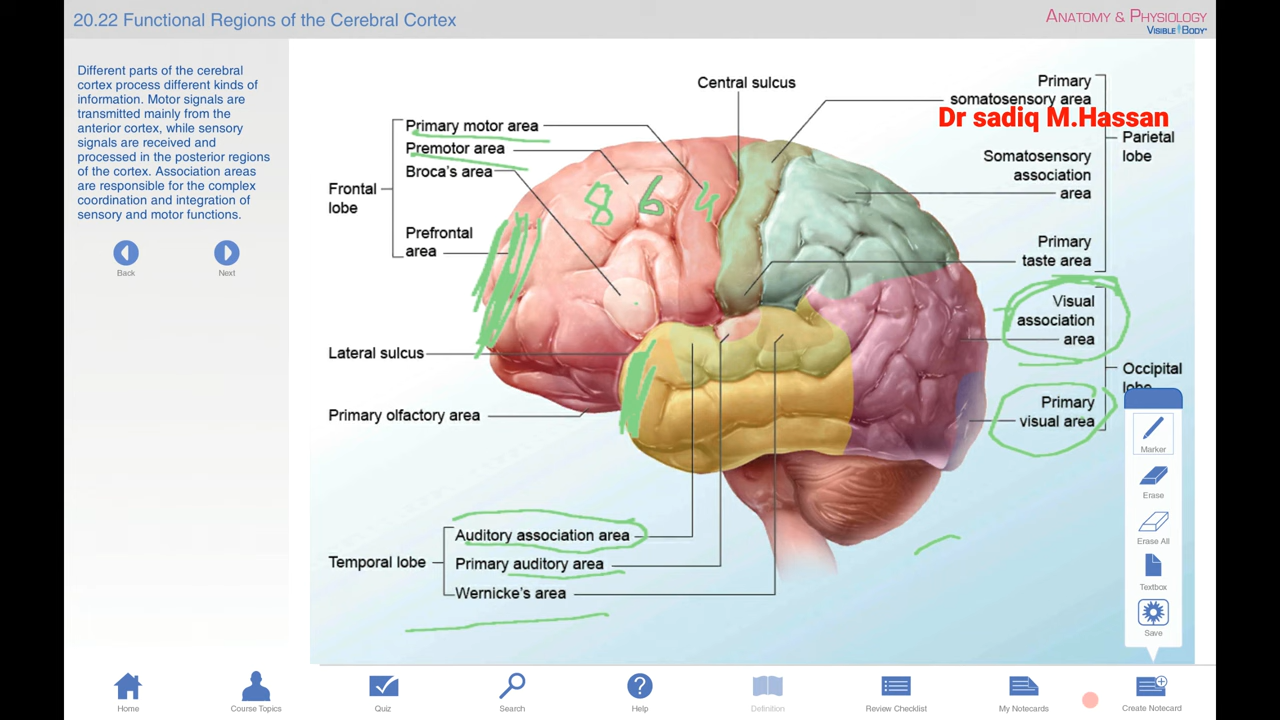 20.22 Functional Regions of the Cerebral Cortex
ANATOMY & PHYSIOLOGY
VISIBLE BODY
Different parts of the cerebral
cortex process different kinds of
information. Motor signals are
transmitted mainly from the
anterior cortex, while sensory
signals are received and
processed in the posterior regions
of the cortex. Association areas
are responsible for the complex
coordination and integration of
sensory and motor functions.
Back
Next
Central sulcus
Primary motor area
Premotor area
Broca's area
Frontal
lobe
Prefrontal
area
Lateral sulcus
Primary olfactory area
8 6 4
Primary
somatosensory area
Dr sadiq M.Hassan
Parietal
lobe
Somatosensory
association
area
Primary
taste area
Visual
association
area
Occipital
lobe
Primary
visual area
Temporal lobe
Auditory association area
Primary auditory area
Wernicke's area
Marker
Erase
Erase All
Textbox
Save
Home
Course Topics
Quiz
Search
Help
Definition
Review Checklist
My Notecards
Create Notecard